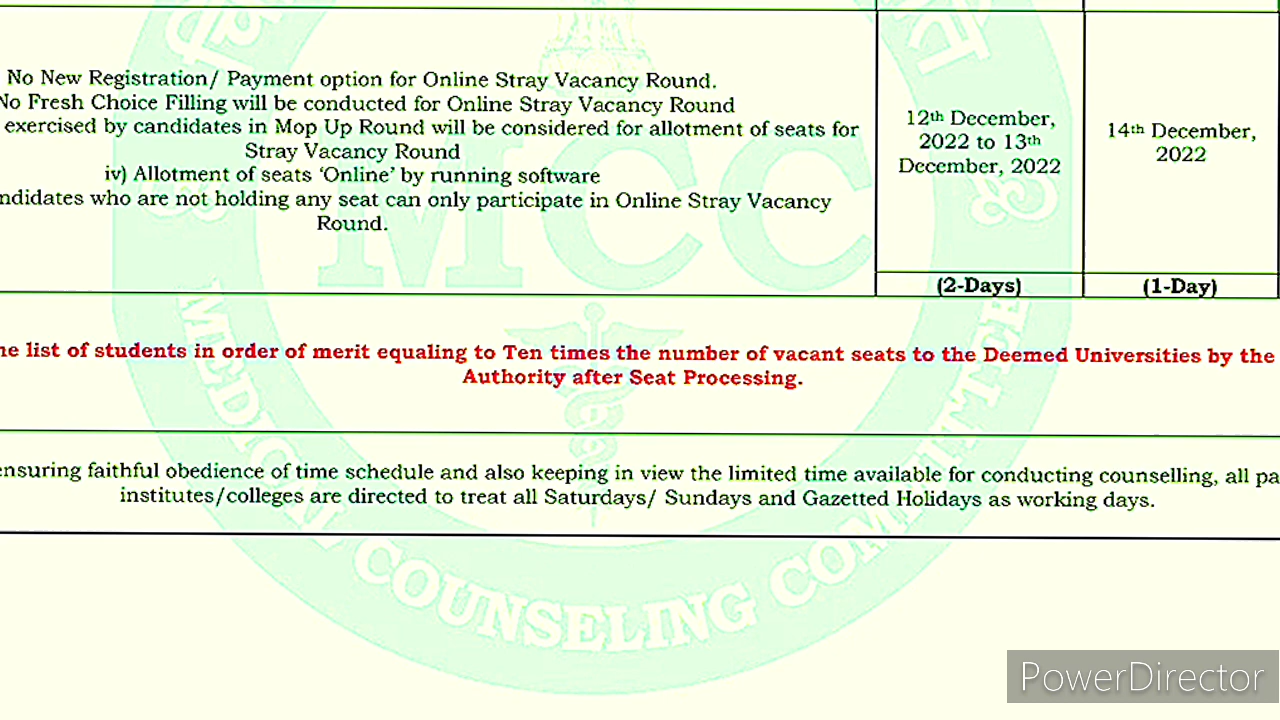 No New Registration/ Payment option for Online Stray Vacancy Round.
No Fresh Choice Filling will be conducted for Online Stray Vacancy Round
exercised by candidates in Mop Up Round will be considered for allotment of seats for
Stray Vacancy Round
iv) Allotment of seats 'Online' by running software
ndidates who are not holding any seat can only participate in Online Stray Vacancy
Round.
12th December,
2022 to 13th
December, 2022
14th December,
2022
(2-Days)
(1-Day)
he list of students in order of merit equaling to Ten times the number of vacant seats to the Deemed Universities by the
Authority after Seat Processing.
ensuring faithful obedience of time schedule and also keeping in view the limited time available for conducting counselling, all pa
institutes/colleges are directed to treat all Saturdays/ Sundays and Gazetted Holidays as working days.
MCC
MEDICAL COUNSELING COMMITTEE
PowerDirector